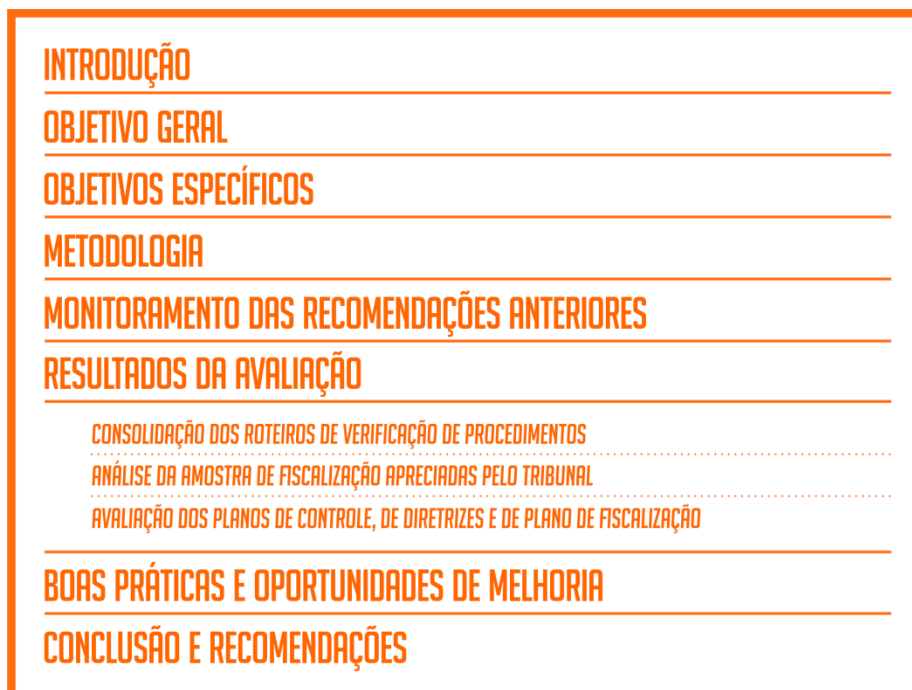 INTRODUÇÃO
OBJETIVO GERAL
OBJETIVOS ESPECÍFICOS
METODOLOGIA
MONITORAMENTO DAS RECOMENDAÇÕES ANTERIORES
RESULTADOS DA AVALIAÇÃO
CONSOLIDAÇÃO DOS ROTEIROS DE VERIFICAÇÃO DE PROCEDIMENTOS
ANÁLISE DA AMOSTRA DE FISCALIZAÇÃO APRECIADAS PELO TRIBUNAL
AVALIAÇÃO DOS PLANOS DE CONTROLE, DE DIRETRIZES E DE PLANO DE FISCALIZAÇÃO
BOAS PRÁTICAS E OPORTUNIDADES DE MELHORIA
CONCLUSÃO E RECOMENDAÇÕES